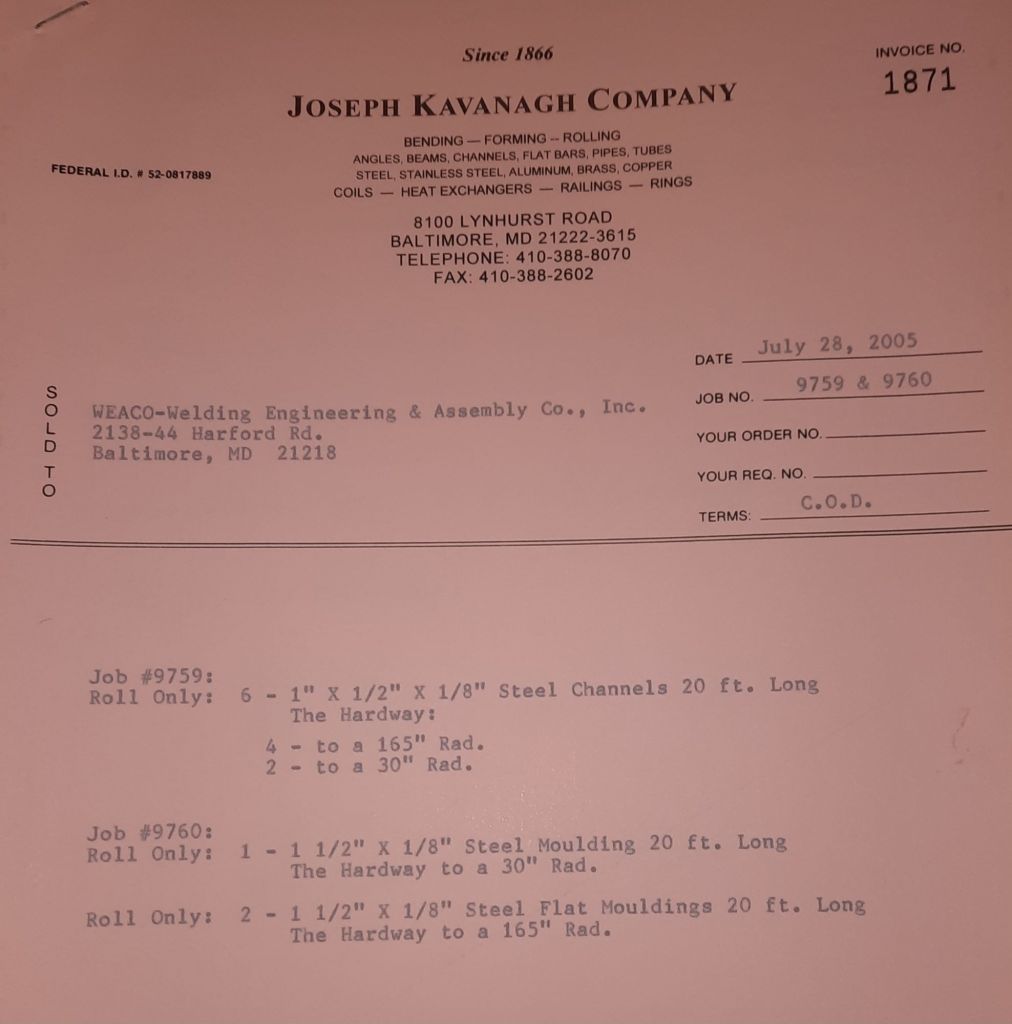 Since 1866
INVOICE NO.
1871
JOSEPH KAVANAGH COMPANY
BENDING — FORMING -- ROLLING
ANGLES, BEAMS, CHANNELS, FLAT BARS, PIPES, TUBES
STEEL, STAINLESS STEEL, ALUMINUM, BRASS, COPPER
COILS — HEAT EXCHANGERS — RAILINGS — RINGS
FEDERAL I.D. # 52-0817889
8100 LYNHURST ROAD
BALTIMORE, MD 21222-3615
TELEPHONE: 410-388-8070
FAX: 410-388-2602
DATE July 28, 2005
JOB NO. 9759 & 9760
YOUR ORDER NO.
YOUR REQ. NO.
TERMS: C.O.D.
SOLD TO
WEACO-Welding Engineering & Assembly Co., Inc.
2138-44 Harford Rd.
Baltimore, MD 21218
Job #9759:
Roll Only: 6 - 1" X 1/2" X 1/8" Steel Channels 20 ft. Long
The Hardway:
4 - to a 165" Rad.
2 - to a 30" Rad.
Job #9760:
Roll Only: 1 - 1 1/2" X 1/8" Steel Moulding 20 ft. Long
The Hardway to a 30" Rad.
Roll Only: 2 - 1 1/2" X 1/8" Steel Flat Mouldings 20 ft. Long
The Hardway to a 165" Rad.